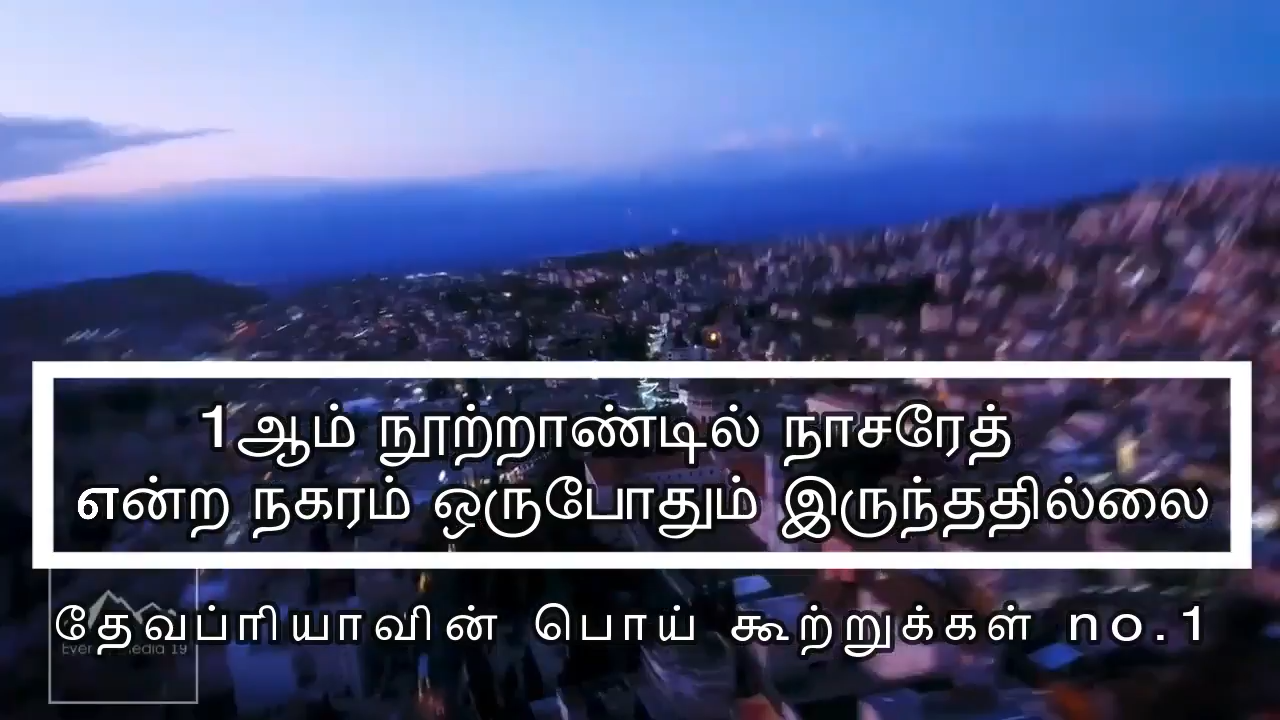 1ஆம் நூற்றாண்டில் நாசரேத்
என்ற நகரம் ஒருபோதும் இருந்ததில்லை
தேவப்ரியாவின் பொய் கூற்றுக்கள் no.1